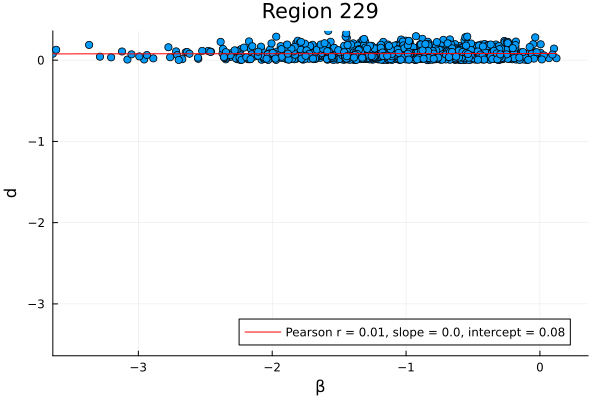 Region 229
0
−1
−2
−3
d
Pearson r = 0.01, slope = 0.0, intercept = 0.08
−3
−2
−1
0
β